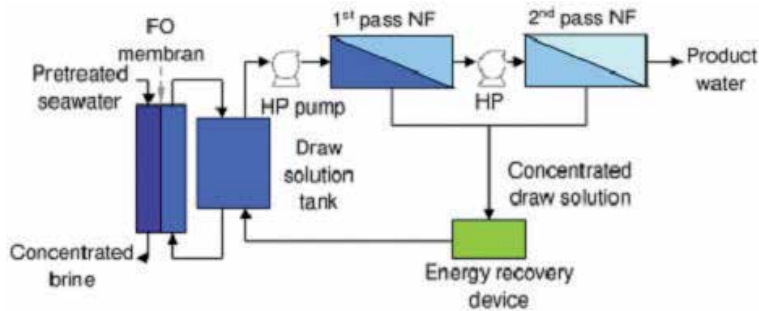 FO
membran
Pretreated
seawater
1st pass NF
2nd pass NF
HP pump
HP
Product
water
Draw
solution
tank
Concentrated
draw solution
Concentrated
brine
Energy recovery
device